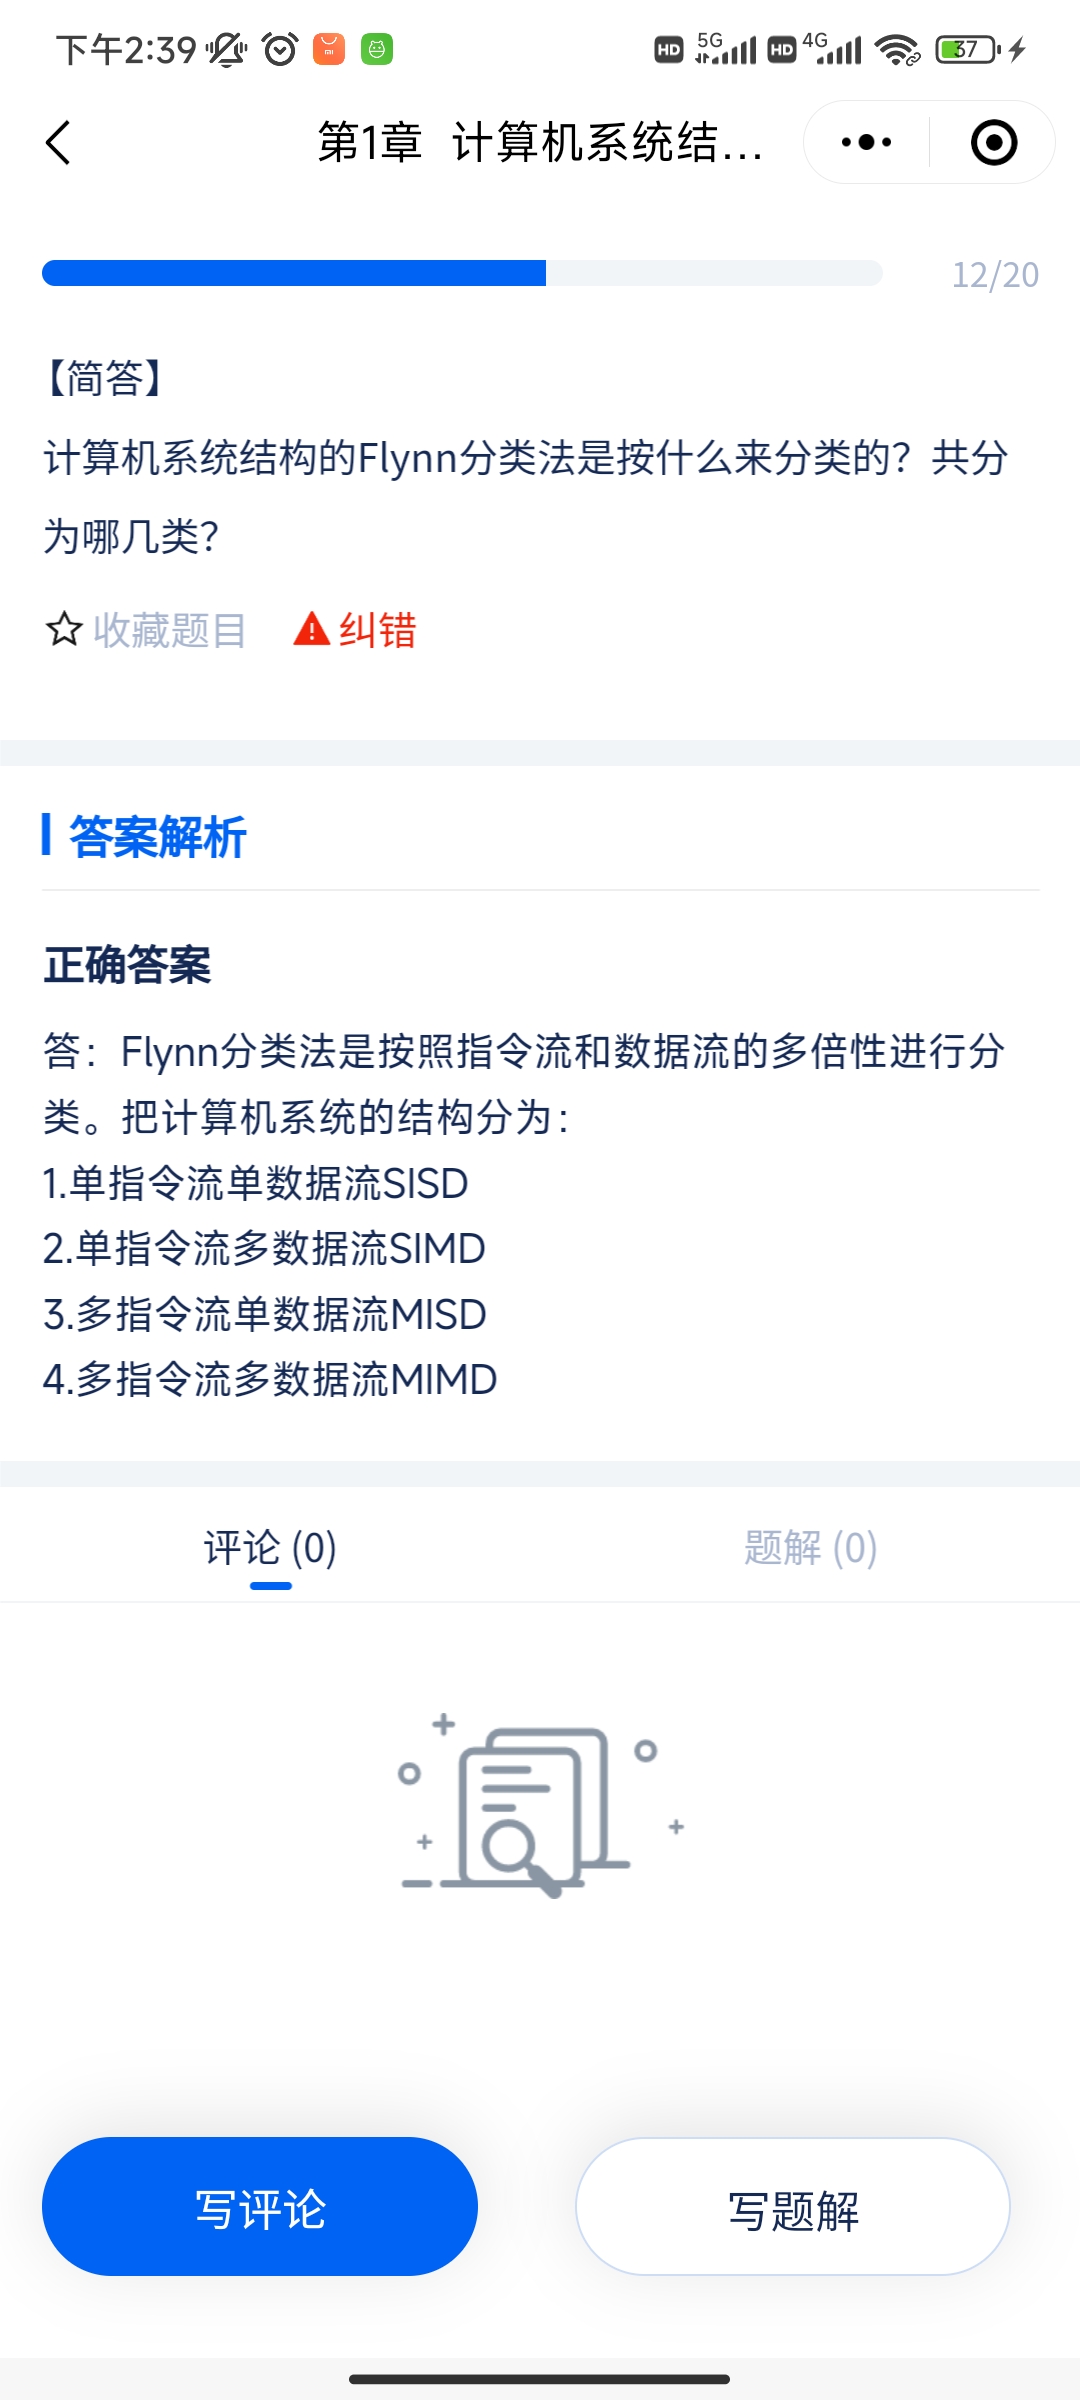 下午2:39 HD 5G HD 4G 37
第1章 计算机系统结...
12/20
【简答】
计算机系统结构的Flynn分类法是按什么来分类的？共分
为哪几类？
收藏题目 纠错
答案解析
正确答案
答：Flynn分类法是按照指令流和数据流的多倍性进行分
类。把计算机系统的结构分为：
1.单指令流单数据流SISD
2.单指令流多数据流SIMD
3.多指令流单数据流MISD
4.多指令流多数据流MIMD
评论 (0) 题解 (0)
写评论 写题解